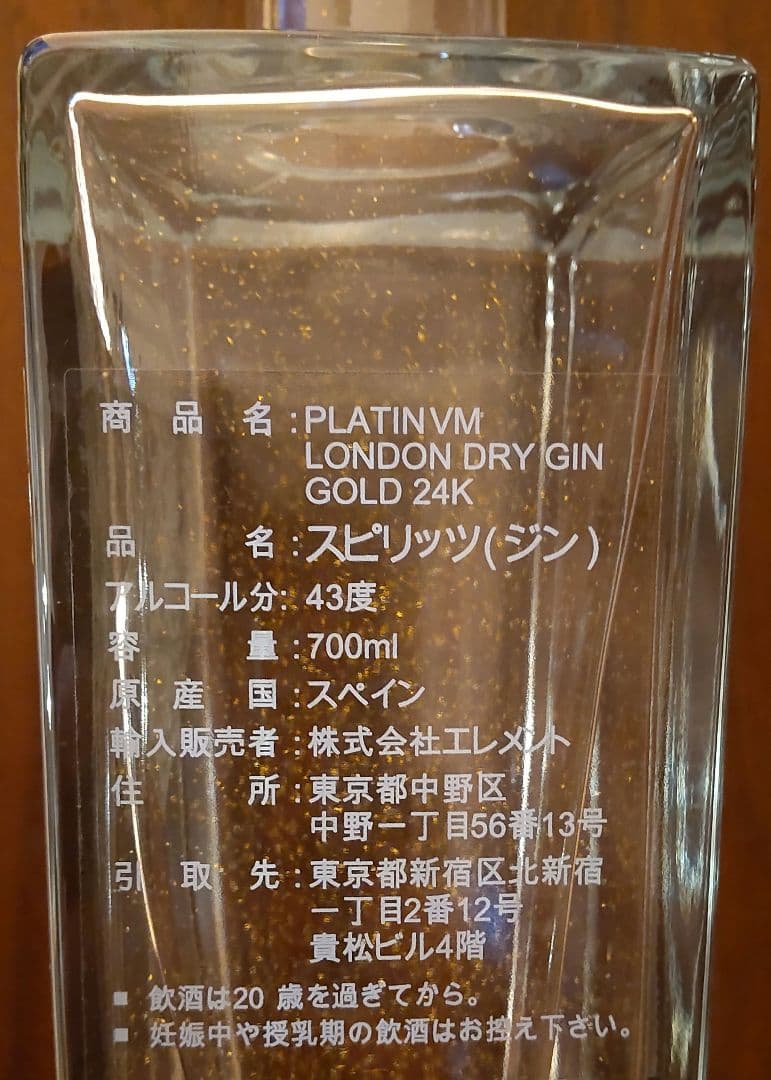 商品名:PLATINVM
LONDON DRY GIN
GOLD 24K
品名:スピリッツ(ジン)
アルコール分:43度
容量:700ml
原産国:スペイン
輸入販売者:株式会社エレメント
住所:東京都中野区
中野一丁目56番13号
引取先:東京都新宿区北新宿
一丁目2番12号
貴松ビル4階
■ 飲酒は20 歳を過ぎてから。
■ 妊娠中や授乳期の飲酒はお控え下さい。